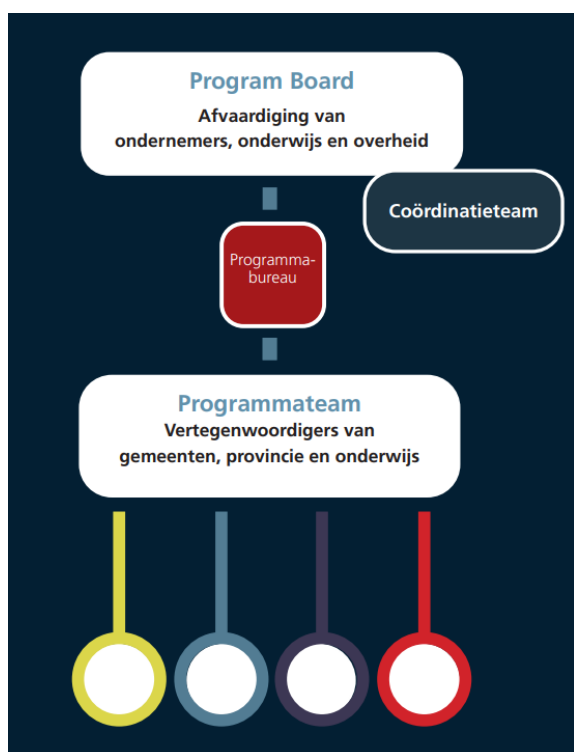 Program Board
Afvaardiging van
ondernemers, onderwijs en overheid
Coördinatieteam
Programma-
bureau
Programmateam
Vertegenwoordigers van
gemeenten, provincie en onderwijs